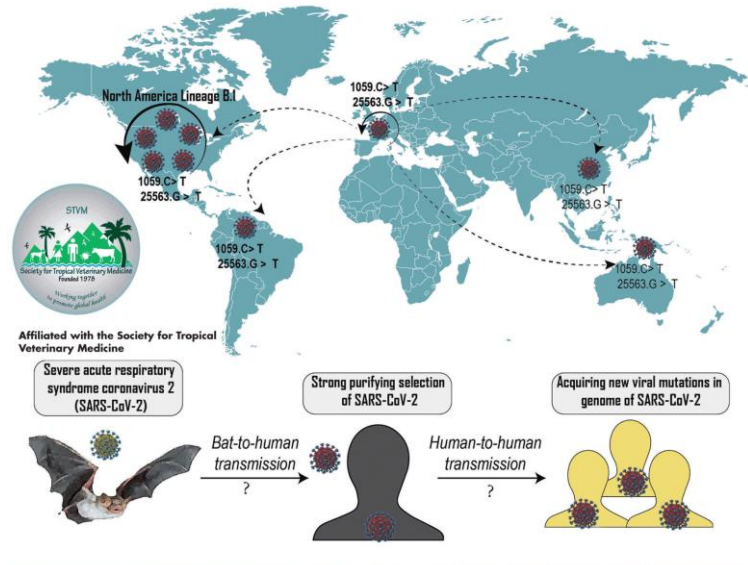 North America Lineage B.1
1059.C> T
25563.G > T
1059.C> T
25563.G > T
1059.C> T
25563.G > T
1059.C> T
25563.G > T
1059.C> T
25563.G > T
STVM
Society for Tropical Veterinary Medicine
Founded 1978
Working together
to promote global health
Affiliated with the Society for Tropical
Veterinary Medicine
Severe acute respiratory
syndrome coronavirus 2
(SARS-CoV-2)
Strong purifying selection
of SARS-CoV-2
Acquiring new viral mutations in
genome of SARS-CoV-2
Bat-to-human
transmission
?
Human-to-human
transmission
?